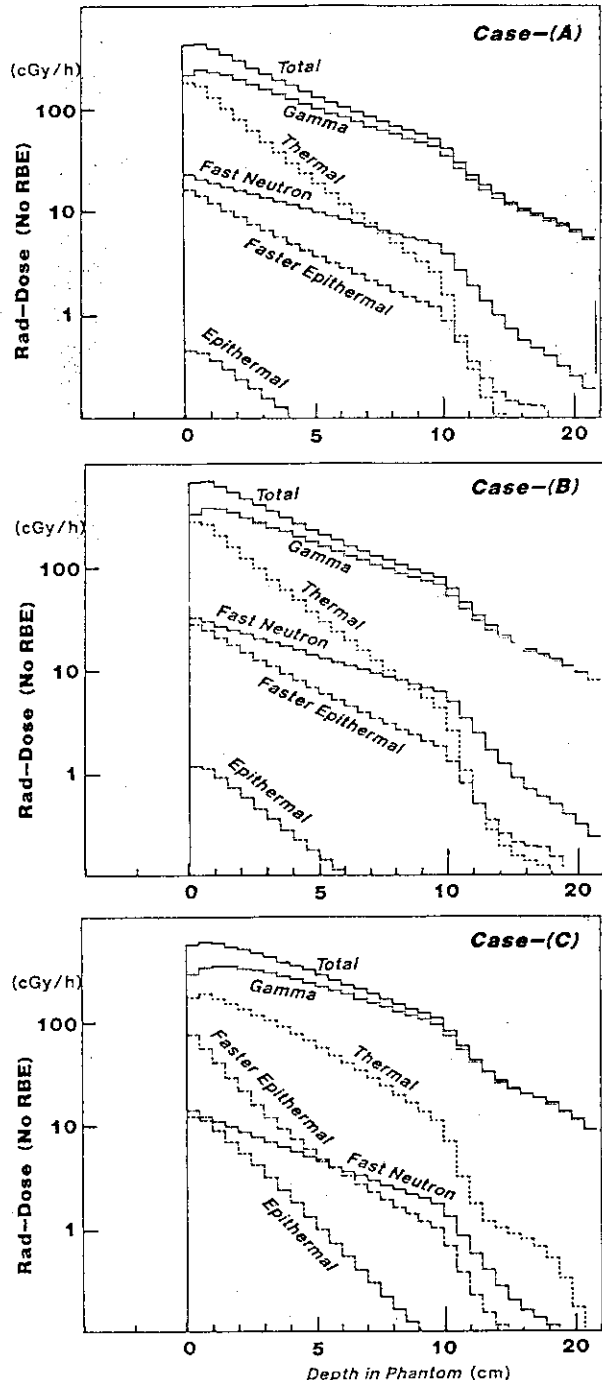 Case–(A)
(cGy/h)
Total
Gamma
100
Thermal
Fast Neutron
10
Faster Epithermal
1
Epithermal
Rad–Dose (No RBE)
0 5 10 20
Case–(B)
(cGy/h)
Total
Gamma
100
Thermal
Fast Neutron
10
Faster Epithermal
1
Epithermal
Rad–Dose (No RBE)
0 5 10 20
Case–(C)
(cGy/h)
Total
Gamma
100
Thermal
Faster Epithermal
10
Fast Neutron
1
Epithermal
Rad–Dose (No RBE)
0 5 10 20
Depth in Phantom (cm)